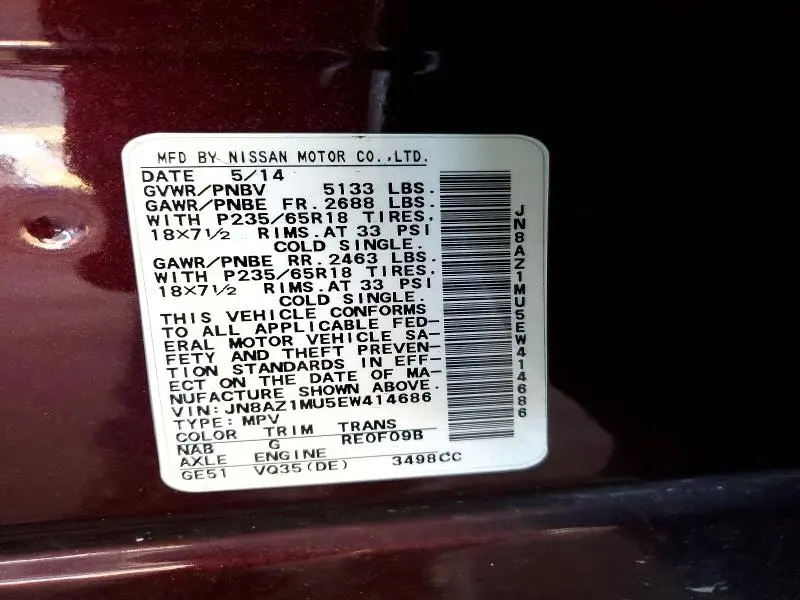 MFD BY NISSAN MOTOR CO.,LTD.
DATE 5/14
GVWR/PNBV 5133 LBS.
GAWR/PNBE FR. 2688 LBS.
WITH P235/65R18 TIRES,
18×7½ RIMS. AT 33 PSI
COLD SINGLE.
GAWR/PNBE RR. 2463 LBS.
WITH P235/65R18 TIRES,
18×7½ RIMS. AT 33 PSI
COLD SINGLE.
THIS VEHICLE CONFORMS
TO ALL APPLICABLE FED-
ERAL MOTOR VEHICLE SA-
FETY AND THEFT PREVEN-
TION STANDARDS IN EFF-
ECT ON THE DATE OF MA-
NUFACTURE SHOWN ABOVE.
VIN: JN8AZ1MU5EW414686
TYPE: MPV
COLOR TRIM TRANS
NAB G RE0F09B
AXLE ENGINE
GE51 VQ35(DE) 3498CC
JN8AZ1MU5EW414686